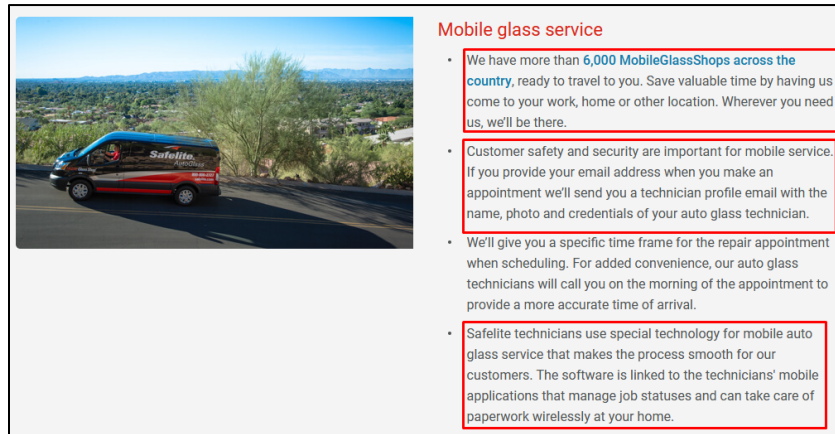 Mobile glass service
• We have more than 6,000 MobileGlassShops across the
country, ready to travel to you. Save valuable time by having us
come to your work, home or other location. Wherever you need
us, we'll be there.
• Customer safety and security are important for mobile service.
If you provide your email address when you make an
appointment we'll send you a technician profile email with the
name, photo and credentials of your auto glass technician.
• We'll give you a specific time frame for the repair appointment
when scheduling. For added convenience, our auto glass
technicians will call you on the morning of the appointment to
provide a more accurate time of arrival.
• Safelite technicians use special technology for mobile auto
glass service that makes the process smooth for our
customers. The software is linked to the technicians' mobile
applications that manage job statuses and can take care of
paperwork wirelessly at your home.
Safelite
AutoGlass